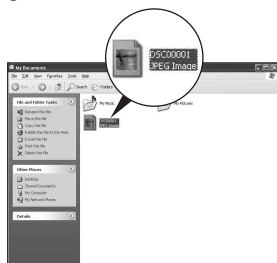 DSC00001
JPEG Image
My Documents
File Edit View Favorites Tools Help
Back Search Folders
File and Folder Tasks
Rename this file
Move this file
Copy this file
Publish this file to the Web
E-mail this file
Print this file
Delete this file
My Music
My Pictures
DSC00001
JPEG Image
Other Places
Desktop
Shared Documents
My Computer
My Network Places
Details